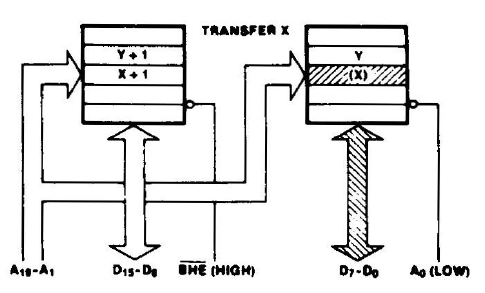 TRANSFER X
Y + 1
X + 1
Y
(X)
A19-A1
D15-D8
BHE (HIGH)
D7-D0
A0 (LOW)